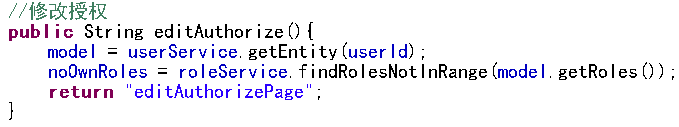 //修改授权
public String editAuthorize(){
    model = userService.getEntity(userId);
    noOwnRoles = roleService.findRolesNotInRange(model.getRoles());
    return "editAuthorizePage";
}